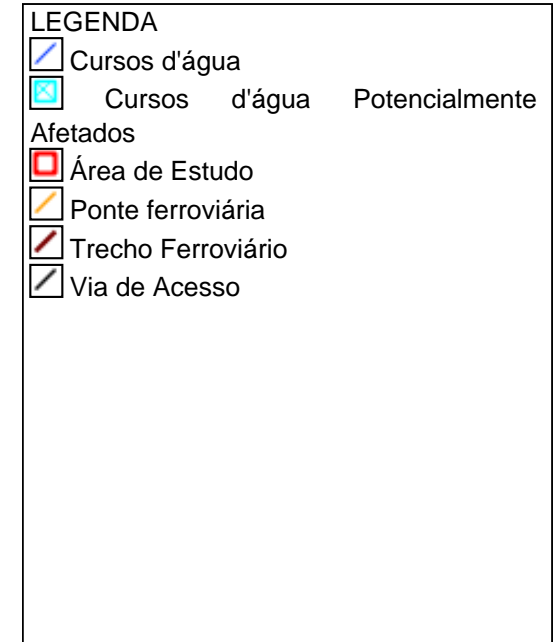 LEGENDA
Cursos d'água
Cursos d'água Potencialmente
Afetados
Área de Estudo
Ponte ferroviária
Trecho Ferroviário
Via de Acesso